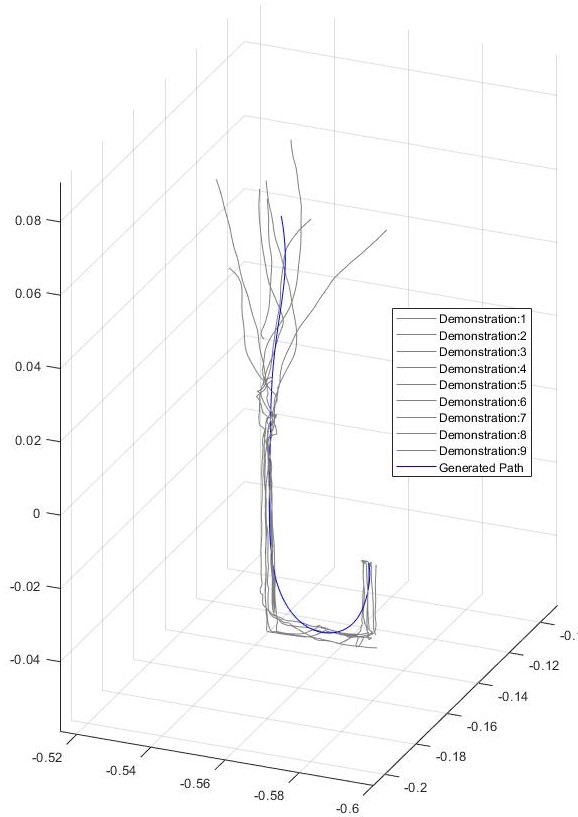 0.08
0.06
0.04
0.02
0
-0.02
-0.04
Demonstration:1
Demonstration:2
Demonstration:3
Demonstration:4
Demonstration:5
Demonstration:6
Demonstration:7
Demonstration:8
Demonstration:9
Generated Path
-0.52
-0.54
-0.56
-0.58
-0.6
-0.2
-0.18
-0.16
-0.14
-0.12